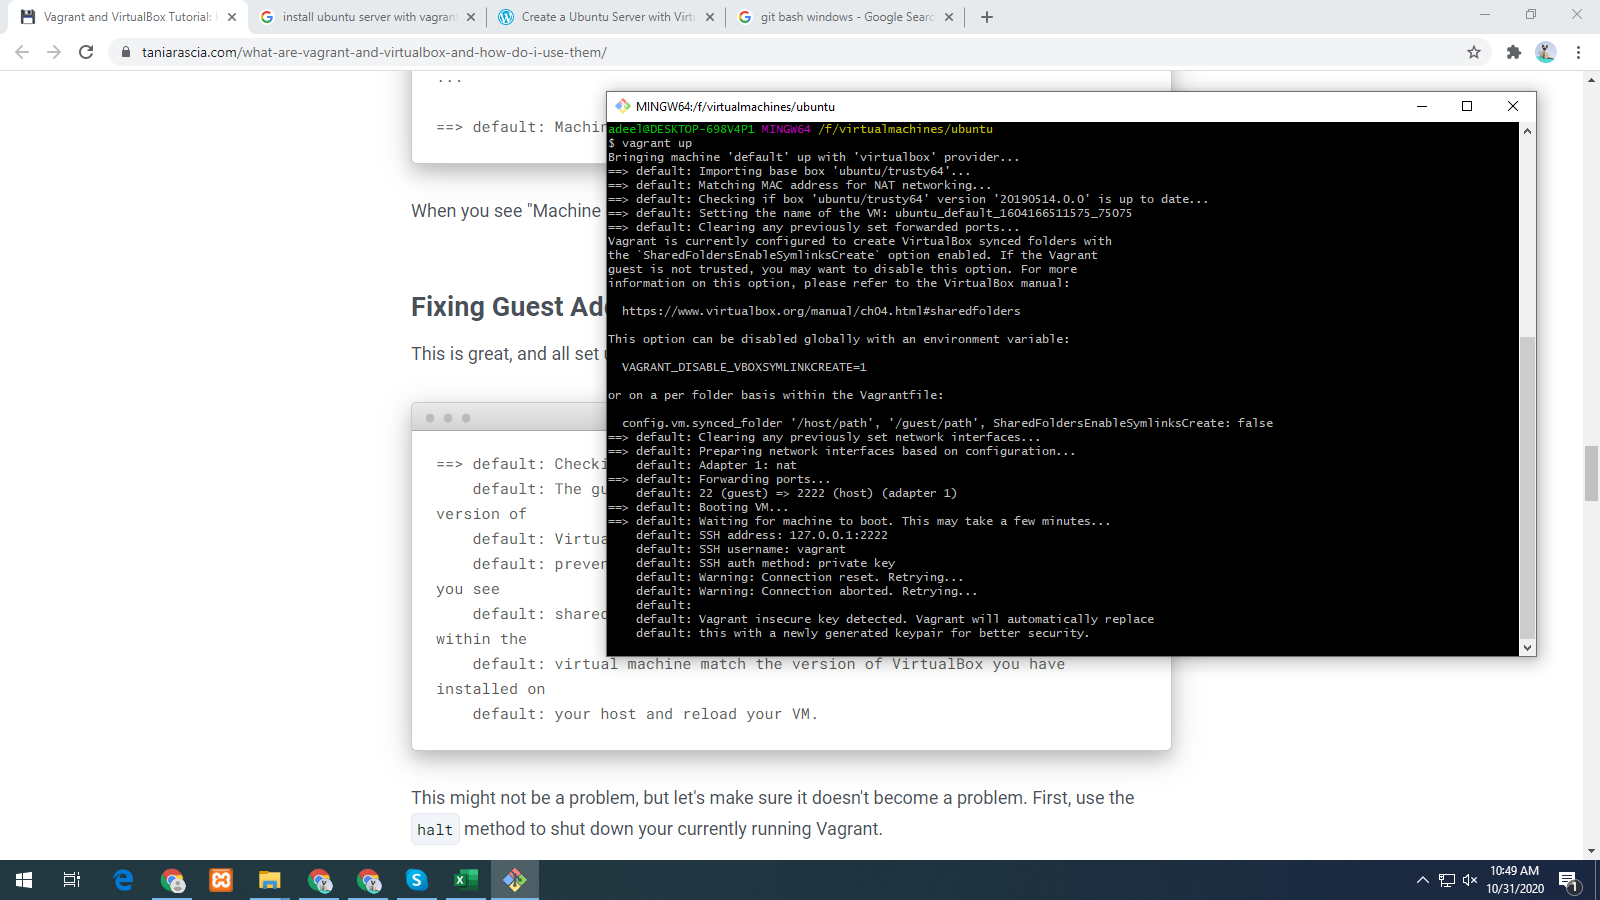 Vagrant and VirtualBox Tutorial:
install ubuntu server with vagran
Create a Ubuntu Server with Virtu
git bash windows - Google Searc
taniarascia.com/what-are-vagrant-and-virtualbox-and-how-do-i-use-them/
...
==> default: Machin
When you see "Machine
Fixing Guest Add
This is great, and all set u
==> default: Checki
default: The gu
version of
default: Virtua
default: preven
you see
default: shared
within the
default: virtual machine match the version of VirtualBox you have
installed on
default: your host and reload your VM.
This might not be a problem, but let's make sure it doesn't become a problem. First, use the
halt method to shut down your currently running Vagrant.
MINGW64:/f/virtualmachines/ubuntu
adeel@DESKTOP-698V4P1 MINGW64 /f/virtualmachines/ubuntu
$ vagrant up
Bringing machine 'default' up with 'virtualbox' provider...
==> default: Importing base box 'ubuntu/trusty64'...
==> default: Matching MAC address for NAT networking...
==> default: Checking if box 'ubuntu/trusty64' version '20190514.0.0' is up to date...
==> default: Setting the name of the VM: ubuntu_default_1604166511575_75075
==> default: Clearing any previously set forwarded ports...
Vagrant is currently configured to create VirtualBox synced folders with
the `SharedFoldersEnableSymlinksCreate` option enabled. If the Vagrant
guest is not trusted, you may want to disable this option. For more
information on this option, please refer to the VirtualBox manual:
https://www.virtualbox.org/manual/ch04.html#sharedfolders
This option can be disabled globally with an environment variable:
VAGRANT_DISABLE_VBOXSYMLINKCREATE=1
or on a per folder basis within the Vagrantfile:
config.vm.synced_folder '/host/path', '/guest/path', SharedFoldersEnableSymlinksCreate: false
==> default: Clearing any previously set network interfaces...
==> default: Preparing network interfaces based on configuration...
default: Adapter 1: nat
==> default: Forwarding ports...
default: 22 (guest) => 2222 (host) (adapter 1)
==> default: Booting VM...
==> default: Waiting for machine to boot. This may take a few minutes...
default: SSH address: 127.0.0.1:2222
default: SSH username: vagrant
default: SSH auth method: private key
default: Warning: Connection reset. Retrying...
default: Warning: Connection aborted. Retrying...
default:
default: Vagrant insecure key detected. Vagrant will automatically replace
default: this with a newly generated keypair for better security.
10:49 AM
10/31/2020
1